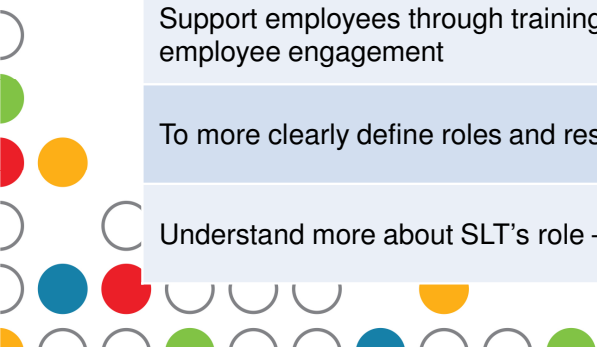 Support employees through training
employee engagement
To more clearly define roles and res
Understand more about SLT's role -